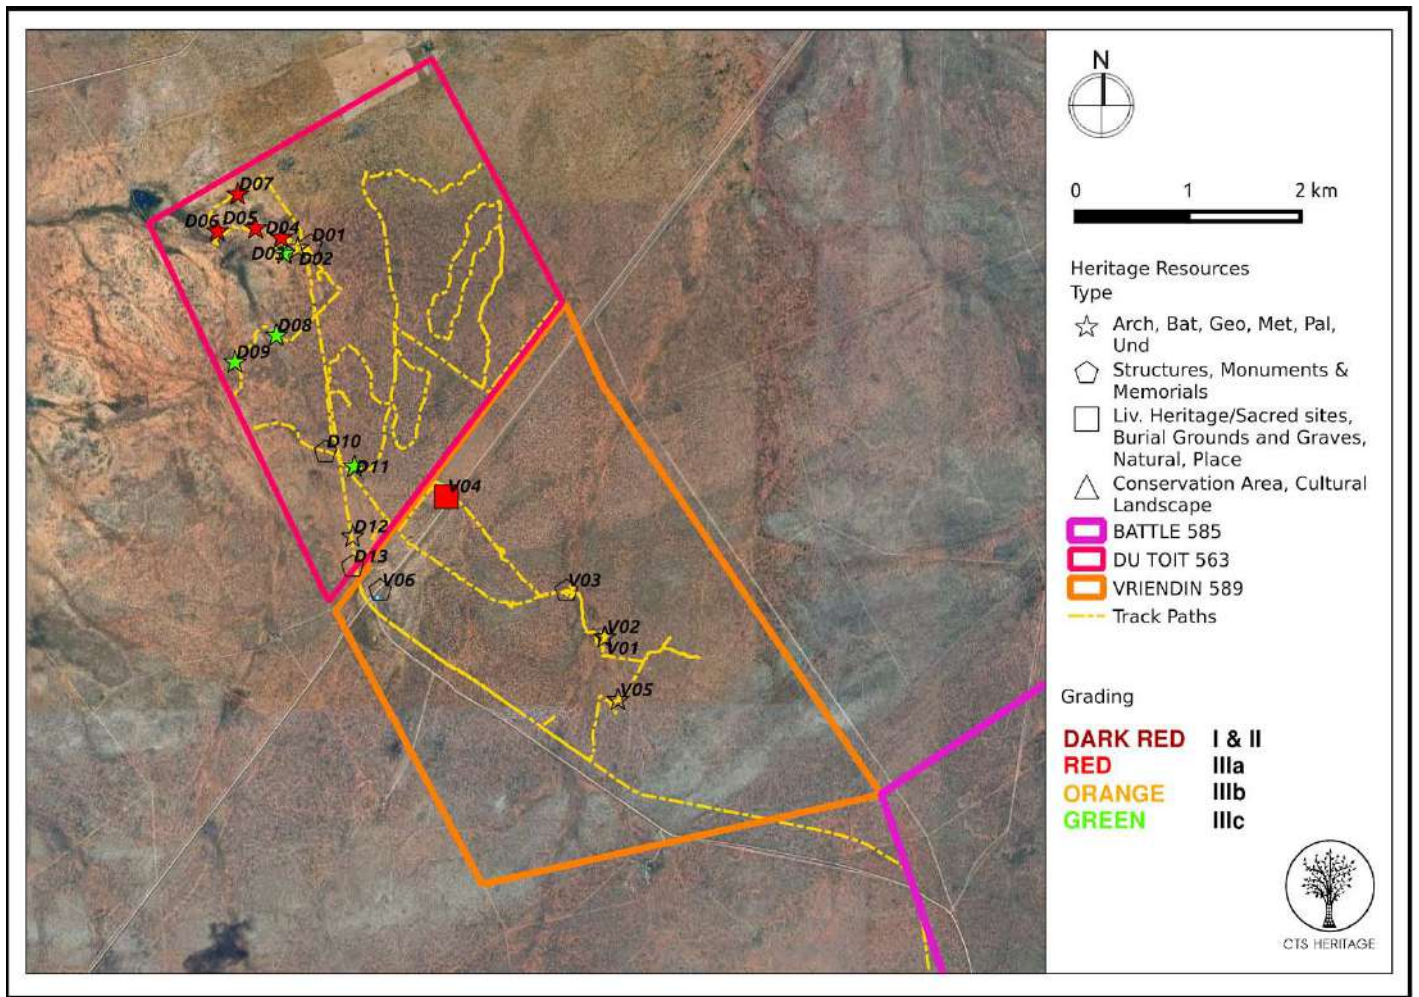 D07
D06
D05
D04
D01
D03
D02
D08
D09
D10
D11
V04
D12
D13
V06
V03
V02
V01
V05
N
0 1 2 km
Heritage Resources
Type
Arch, Bat, Geo, Met, Pal,
Und
Structures, Monuments &
Memorials
Liv. Heritage/Sacred sites,
Burial Grounds and Graves,
Natural, Place
Conservation Area, Cultural
Landscape
BATTLE 585
DU TOIT 563
VRIENDIN 589
Track Paths
Grading
DARK RED I & II
RED IIIa
ORANGE IIIb
GREEN IIIc
CTS HERITAGE